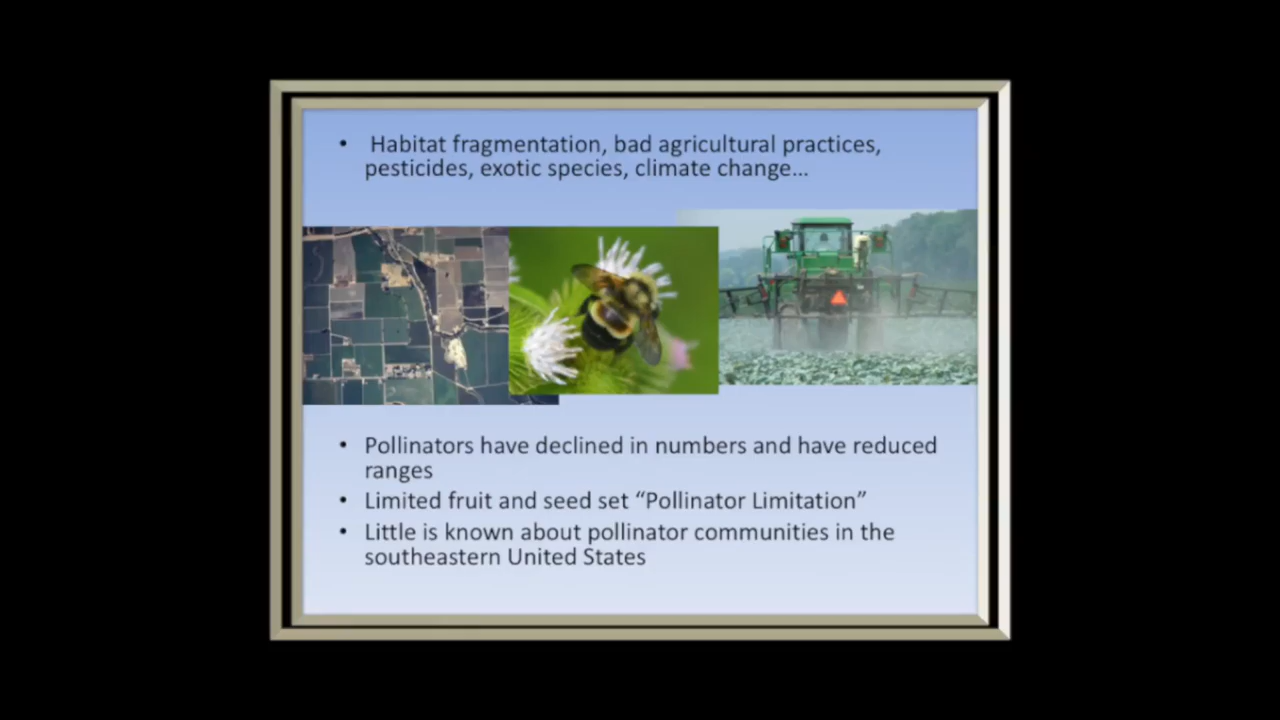 • Habitat fragmentation, bad agricultural practices,
pesticides, exotic species, climate change…
• Pollinators have declined in numbers and have reduced
ranges
• Limited fruit and seed set “Pollinator Limitation”
• Little is known about pollinator communities in the
southeastern United States